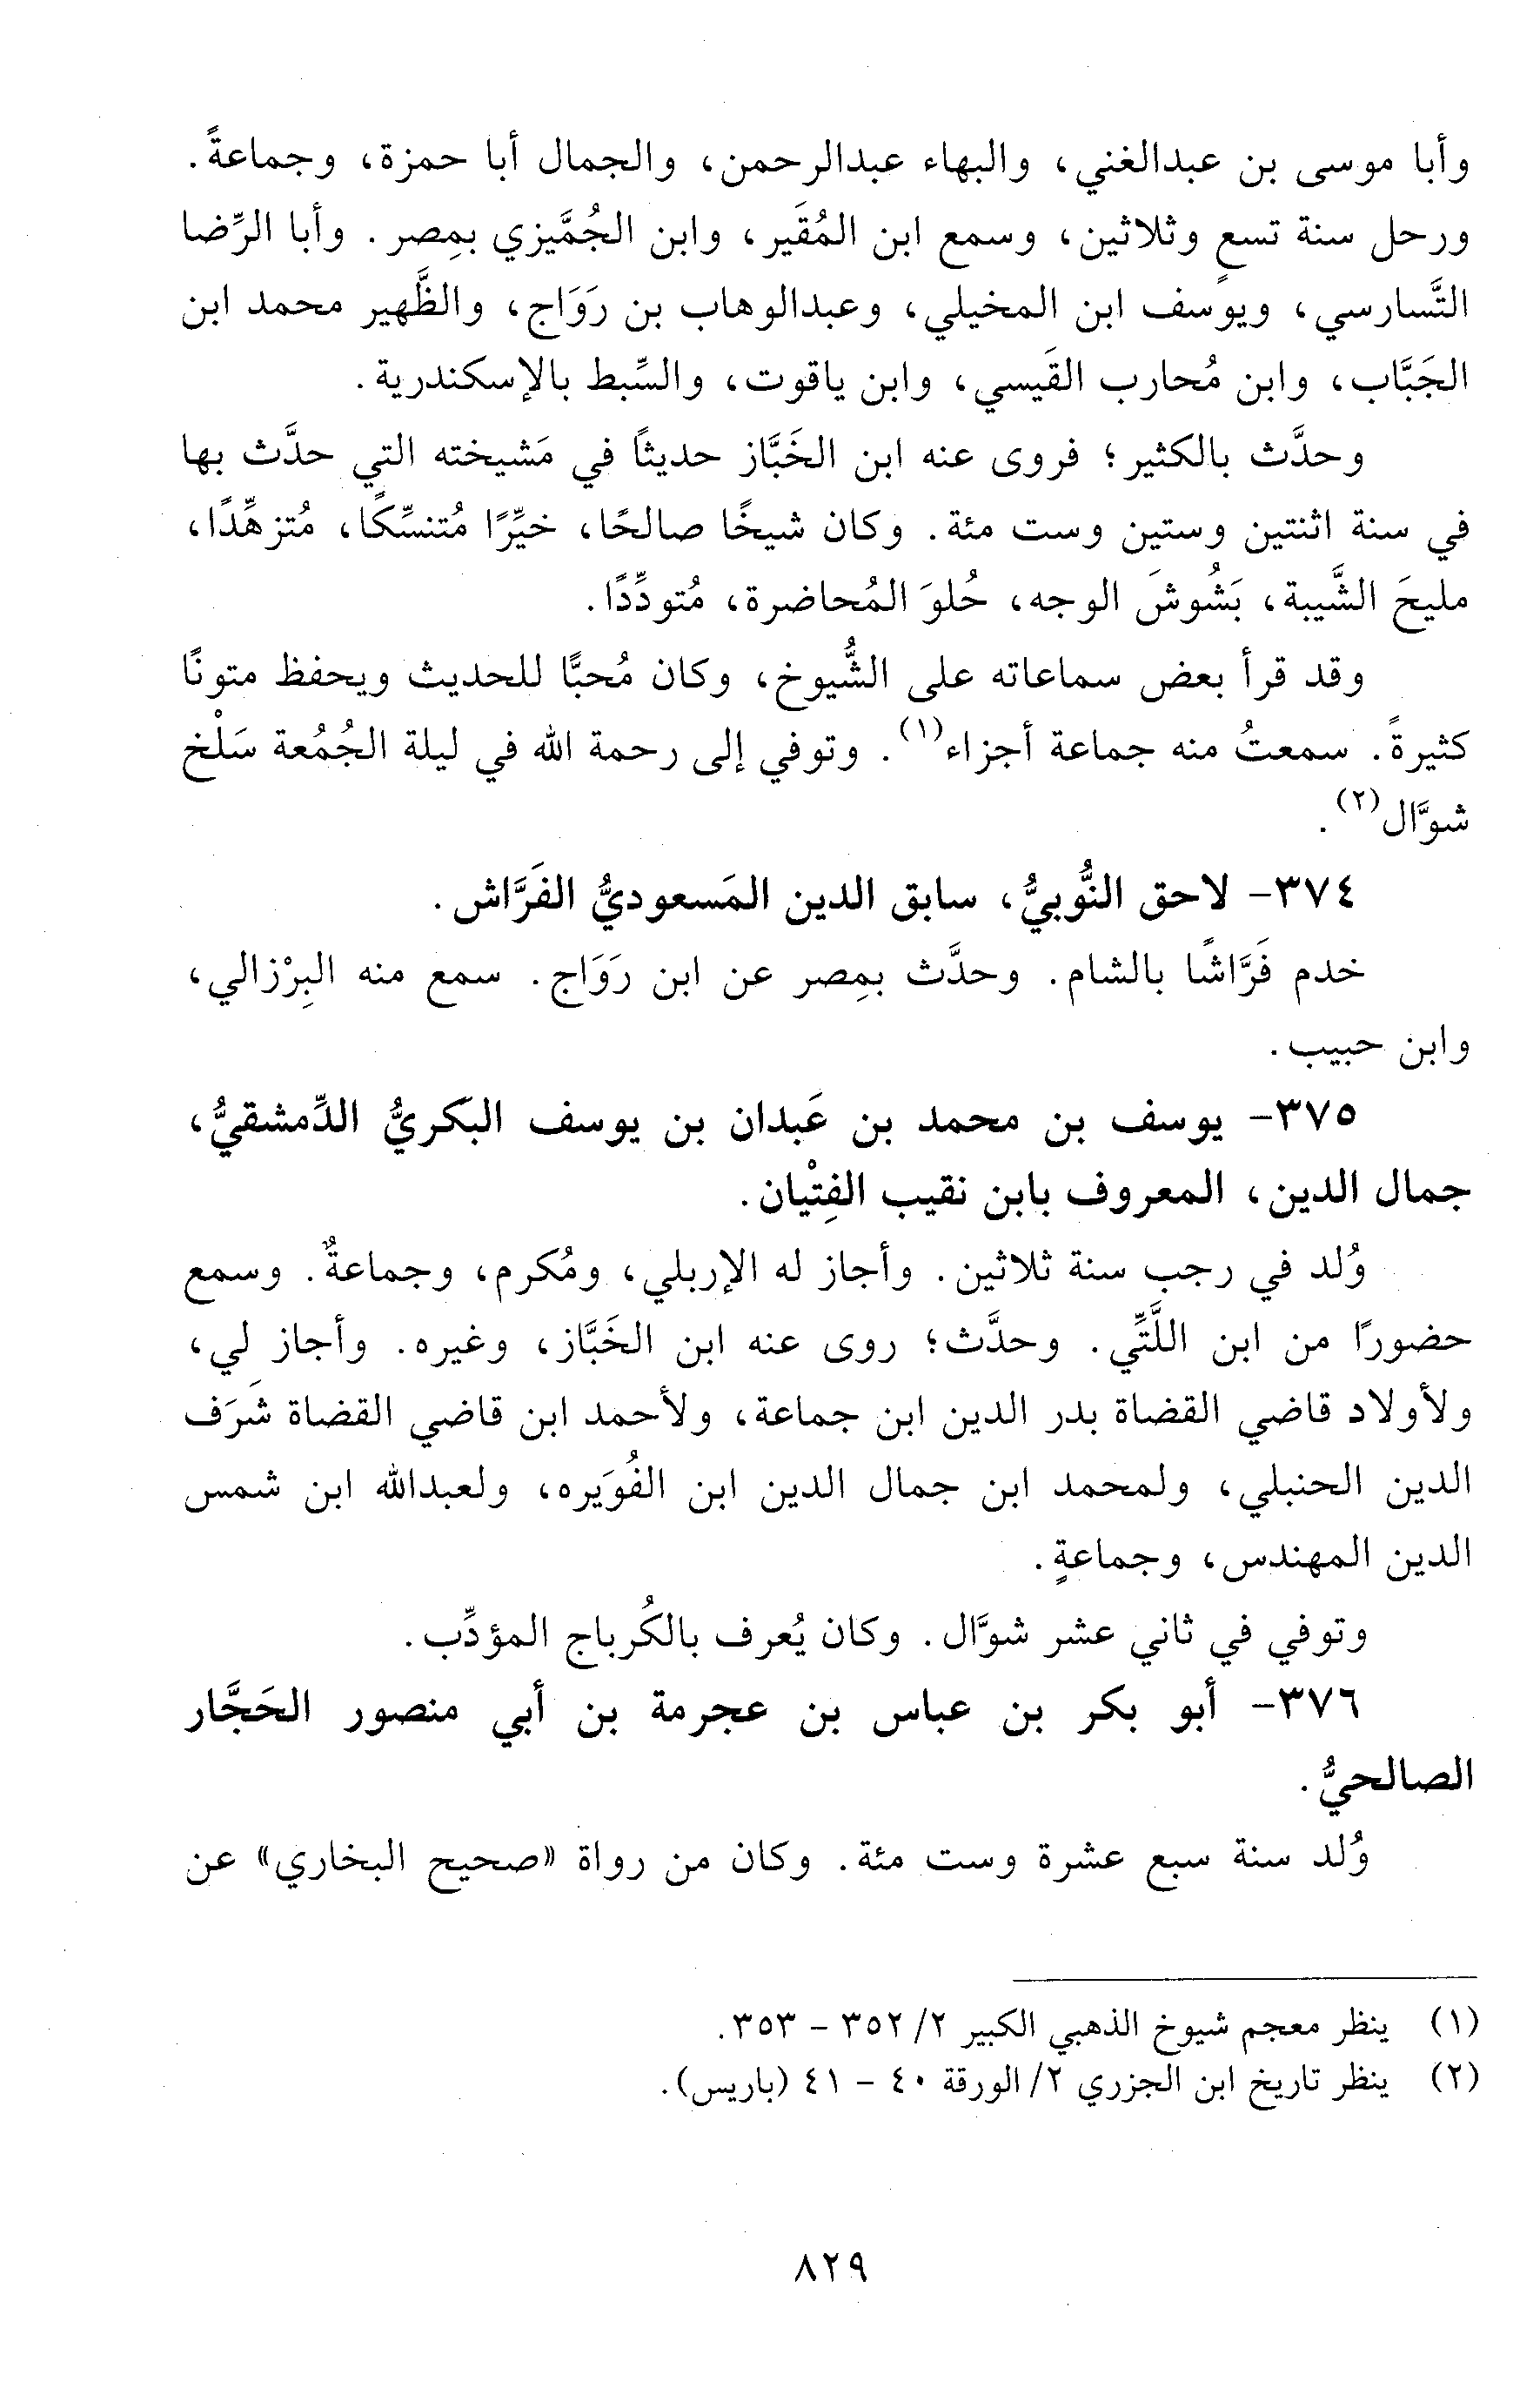 وأبا موسى بن عبدالغني، والبهاء عبدالرحمن، والجمال أبا حمزة، وجماعةً.
ورحل سنة تسعٍ وثلاثين، وسمع ابن المُقَير، وابن الجُمَّيزي بمِصر. وأبا الرِّضا
التَّسارسي، ويوسف ابن المخيلي، وعبدالوهاب بن رَوَاج، والظَّهير محمد ابن
الجَبَّاب، وابن مُحارب القَيسي، وابن ياقوت، والسِّبط بالإسكندرية.
وحدَّث بالكثير؛ فروى عنه ابن الخَبَّاز حديثًا في مَشيخته التي حدَّث بها
في سنة اثنتين وستين وست مئة. وكان شيخًا صالحًا، خيِّرًا مُتنسِّكًا، مُتزهِّدًا،
مليحَ الشَّيبة، بَشُوشَ الوجه، حُلوَ المُحاضرة، مُتودِّدًا.
وقد قرأ بعض سماعاته على الشُّيوخ، وكان مُحبًّا للحديث ويحفظ متونًا
كثيرةً. سمعتُ منه جماعة أجزاء(١). وتوفي إلى رحمة الله في ليلة الجُمُعة سَلْخ
شوَّال(٢).
٣٧٤- لاحق النُّوبيُّ، سابق الدين المَسعوديُّ الفَرَّاش.
خدم فَرَّاشًا بالشام. وحدَّث بمِصر عن ابن رَوَاج. سمع منه البِرْزالي،
وابن حبيب.
٣٧٥- يوسف بن محمد بن عَبدان بن يوسف البكريُّ الدِّمشقيُّ،
جمال الدين، المعروف بابن نقيب الفِتْيان.
وُلد في رجب سنة ثلاثين. وأجاز له الإربلي، ومُكرم، وجماعةٌ. وسمع
حضورًا من ابن اللَّتِّي. وحدَّث؛ روى عنه ابن الخَبَّاز، وغيره. وأجاز لي،
ولأولاد قاضي القضاة بدر الدين ابن جماعة، ولأحمد ابن قاضي القضاة شَرَف
الدين الحنبلي، ولمحمد ابن جمال الدين ابن الفُوَيره، ولعبدالله ابن شمس
الدين المهندس، وجماعةٍ.
وتوفي في ثاني عشر شوَّال. وكان يُعرف بالكُرباج المؤدِّب.
٣٧٦- أبو بكر بن عباس بن عجرمة بن أبي منصور الحَجَّار
الصالحيُّ.
وُلد سنة سبع عشرة وست مئة. وكان من رواة «صحيح البخاري» عن
(١) ينظر معجم شيوخ الذهبي الكبير ٢/ ٣٥٢ - ٣٥٣.
(٢) ينظر تاريخ ابن الجزري ٢/ الورقة ٤٠ - ٤١ (باريس).
٨٢٩